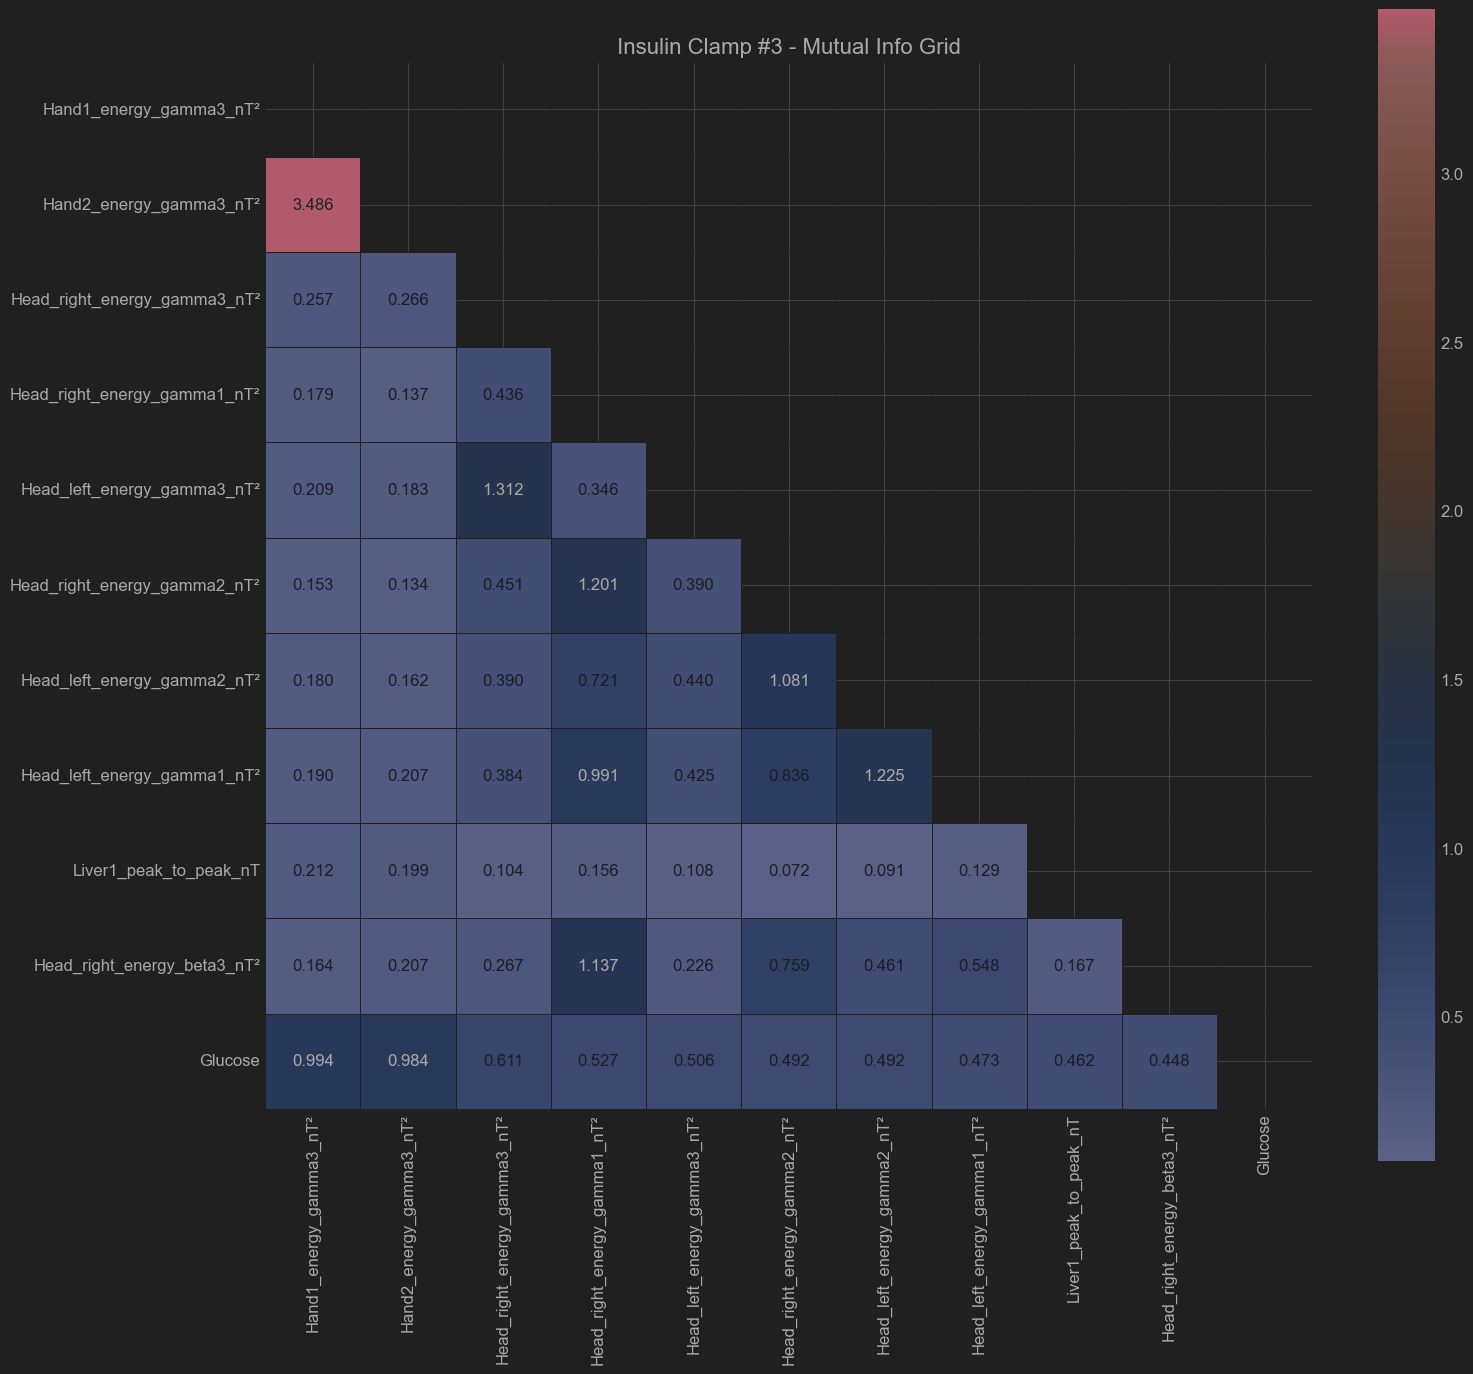 Insulin Clamp #3 - Mutual Info Grid
Hand1_energy_gamma3_nT²
Hand2_energy_gamma3_nT² 3.486
Head_right_energy_gamma3_nT² 0.257 0.266
Head_right_energy_gamma1_nT² 0.179 0.137 0.436
Head_left_energy_gamma3_nT² 0.209 0.183 1.312 0.346
Head_right_energy_gamma2_nT² 0.153 0.134 0.451 1.201 0.390
Head_left_energy_gamma2_nT² 0.180 0.162 0.390 0.721 0.440 1.081
Head_left_energy_gamma1_nT² 0.190 0.207 0.384 0.991 0.425 0.836 1.225
Liver1_peak_to_peak_nT 0.212 0.199 0.104 0.156 0.108 0.072 0.091 0.129
Head_right_energy_beta3_nT² 0.164 0.207 0.267 1.137 0.226 0.759 0.461 0.548 0.167
Glucose 0.994 0.984 0.611 0.527 0.506 0.492 0.492 0.473 0.462 0.448
Hand1_energy_gamma3_nT²
Hand2_energy_gamma3_nT²
Head_right_energy_gamma3_nT²
Head_right_energy_gamma1_nT²
Head_left_energy_gamma3_nT²
Head_right_energy_gamma2_nT²
Head_left_energy_gamma2_nT²
Head_left_energy_gamma1_nT²
Liver1_peak_to_peak_nT
Head_right_energy_beta3_nT²
Glucose
3.0
2.5
2.0
1.5
1.0
0.5